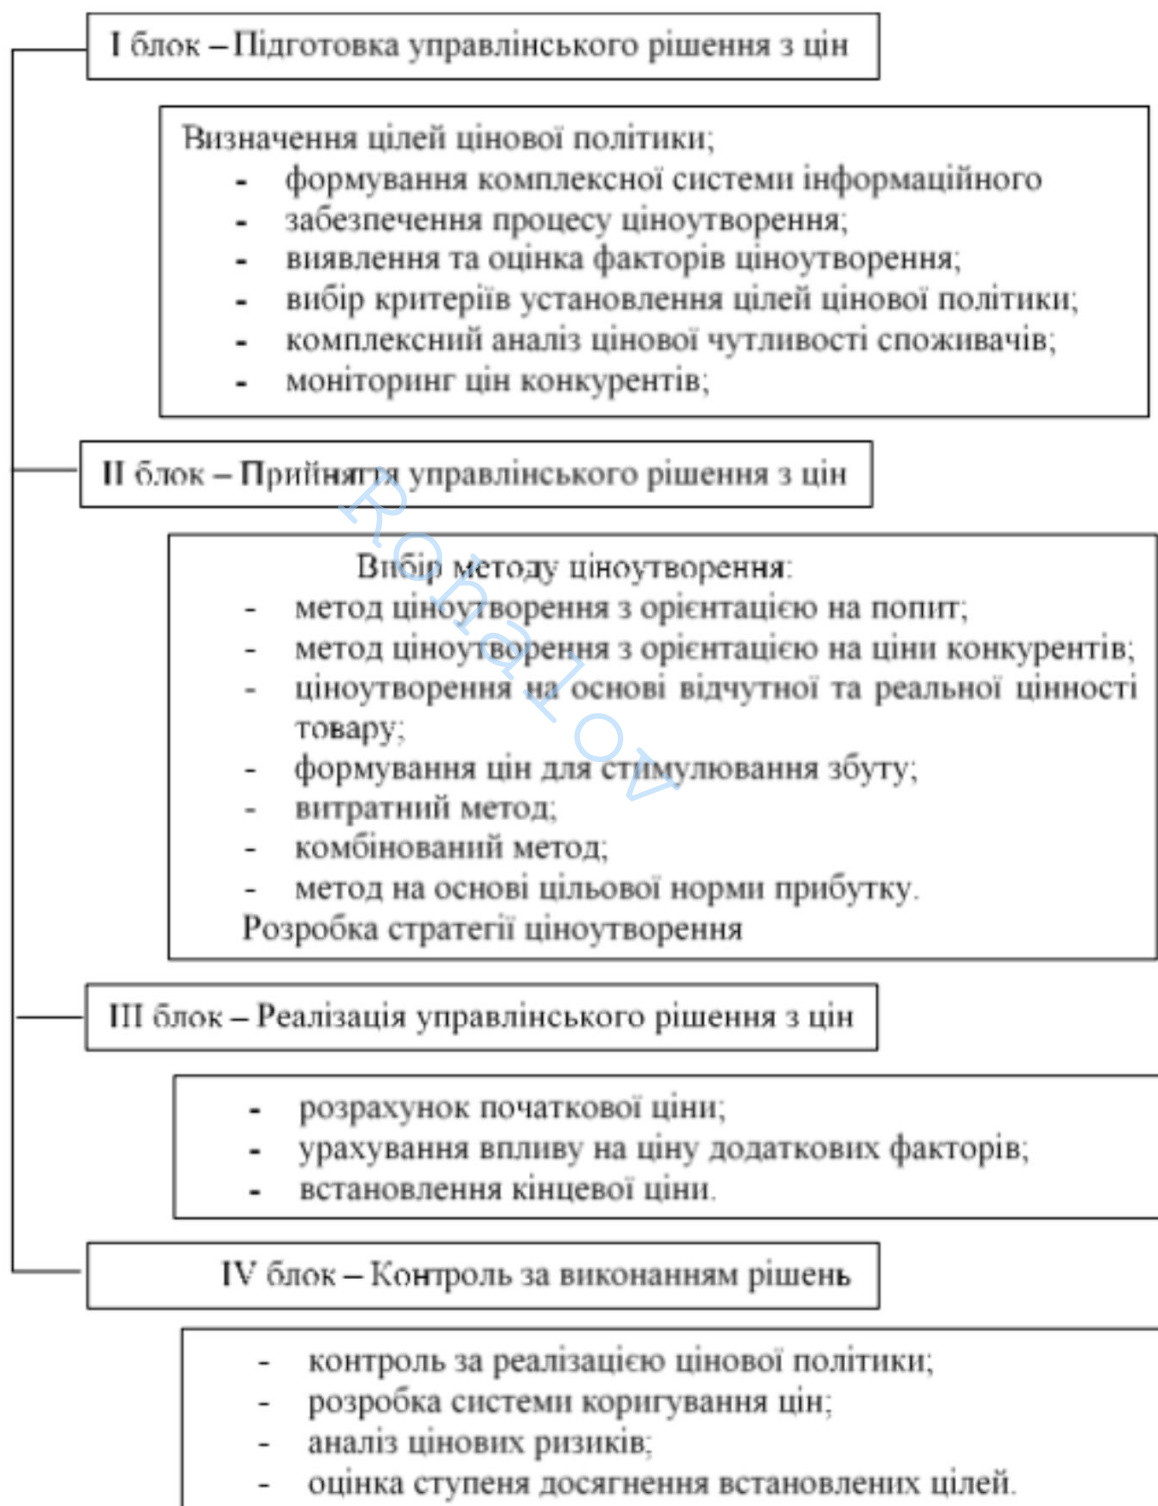 І блок – Підготовка управлінського рішення з цін
Визначення цілей цінової політики;
- формування комплексної системи інформаційного
- забезпечення процесу ціноутворення;
- виявлення та оцінка факторів ціноутворення;
- вибір критеріїв установлення цілей цінової політики;
- комплексний аналіз цінової чутливості споживачів;
- моніторинг цін конкурентів;
ІІ блок – Прийняття управлінського рішення з цін
Вибір методу ціноутворення:
- метод ціноутворення з орієнтацією на попит;
- метод ціноутворення з орієнтацією на ціни конкурентів;
- ціноутворення на основі відчутної та реальної цінності
товару;
- формування цін для стимулювання збуту;
- витратний метод;
- комбінований метод;
- метод на основі цільової норми прибутку.
Розробка стратегії ціноутворення
ІІІ блок – Реалізація управлінського рішення з цін
- розрахунок початкової ціни;
- урахування впливу на ціну додаткових факторів;
- встановлення кінцевої ціни.
IV блок – Контроль за виконанням рішень
- контроль за реалізацією цінової політики;
- розробка системи коригування цін;
- аналіз цінових ризиків;
- оцінка ступеня досягнення встановлених цілей.
Ronalov